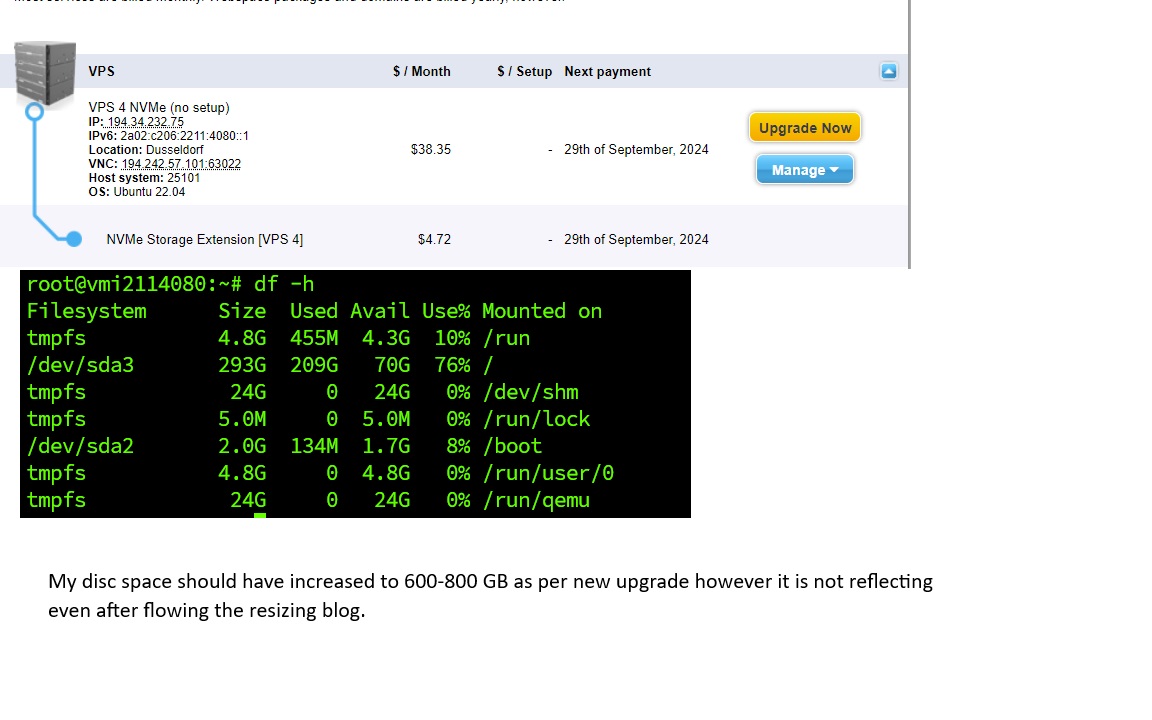 VPS $ / Month $ / Setup Next payment
VPS 4 NVMe (no setup)
IP: 194.34.232.75
IPv6: 2a02:c206:2211:4080::1
Location: Dusseldorf
VNC: 194.242.57.101:63022
Host system: 25101
OS: Ubuntu 22.04
$38.35 - 29th of September, 2024
Upgrade Now
Manage
NVMe Storage Extension [VPS 4] $4.72 - 29th of September, 2024
root@vmi2114080:~# df -h
Filesystem Size Used Avail Use% Mounted on
tmpfs 4.8G 455M 4.3G 10% /run
/dev/sda3 293G 209G 70G 76% /
tmpfs 24G 0 24G 0% /dev/shm
tmpfs 5.0M 0 5.0M 0% /run/lock
/dev/sda2 2.0G 134M 1.7G 8% /boot
tmpfs 4.8G 0 4.8G 0% /run/user/0
tmpfs 24G 0 24G 0% /run/qemu
My disc space should have increased to 600-800 GB as per new upgrade however it is not reflecting
even after flowing the resizing blog.